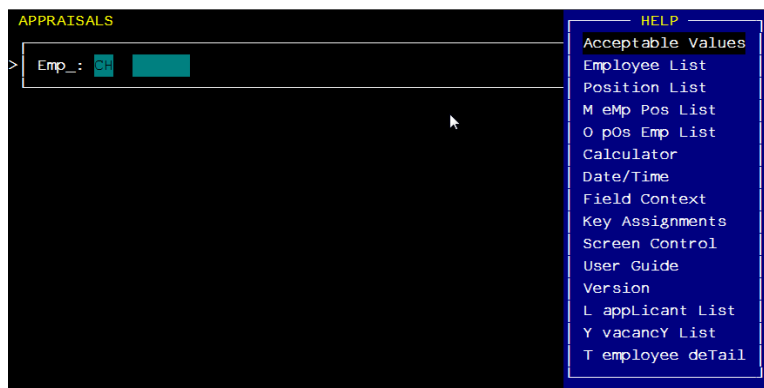 APPRAISALS
HELP
> Emp_: CH
Acceptable Values
Employee List
Position List
M eMp Pos List
O pOs Emp List
Calculator
Date/Time
Field Context
Key Assignments
Screen Control
User Guide
Version
L appLicant List
Y vacancY List
T employee deTail